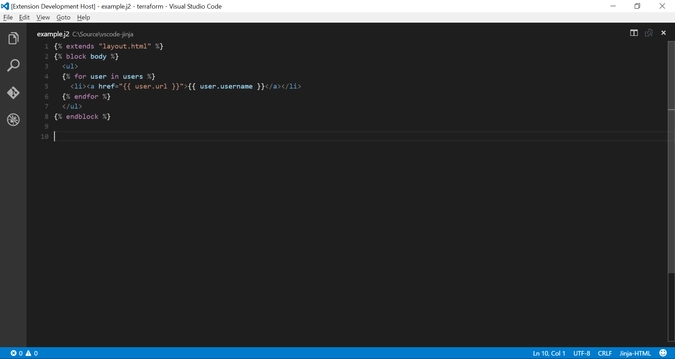 [Extension Development Host] - example.j2 - terraform - Visual Studio Code
File Edit View Goto Help
example.j2 C:\Source\vscode-jinja
1 {% extends "layout.html" %}
2 {% block body %}
3 <ul>
4 {% for user in users %}
5 <li><a href="{{ user.url }}">{{ user.username }}</a></li>
6 {% endfor %}
7 </ul>
8 {% endblock %}
9
10
0 0 Ln 10, Col 1 UTF-8 CRLF Jinja-HTML